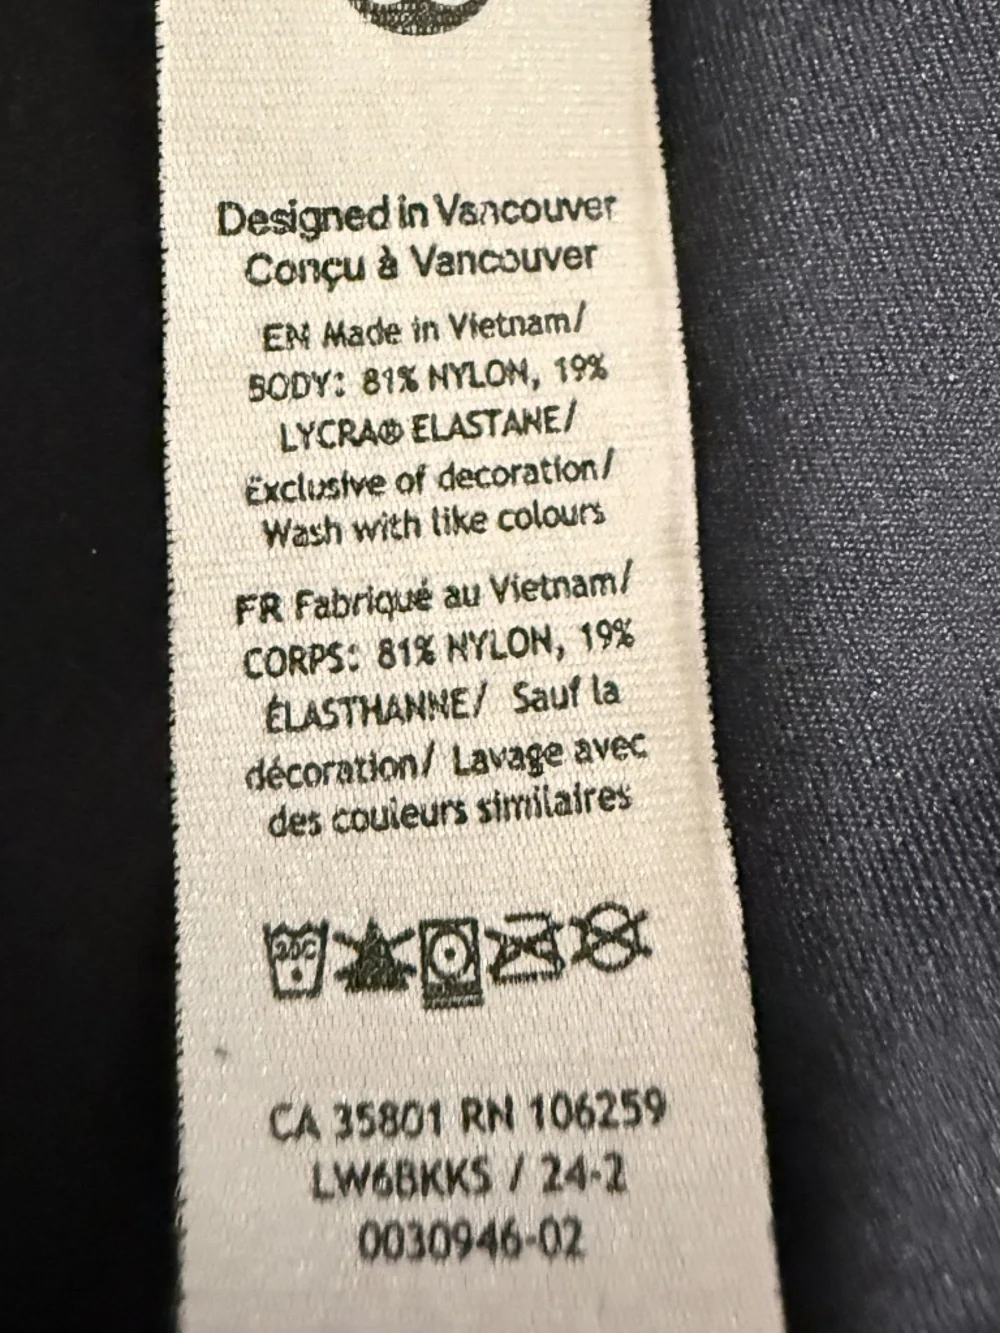 Designed in Vancouver
Conçu à Vancouver
EN Made in Vietnam/
BODY: 81% NYLON, 19%
LYCRA® ELASTANE/
Exclusive of decoration/
Wash with like colours
FR Fabriqué au Vietnam/
CORPS: 81% NYLON, 19%
ÉLASTHANNE/ Sauf la
décoration/ Lavage avec
des couleurs similaires
CA 35801 RN 106259
LW6BKKS / 24-2
0030946-02